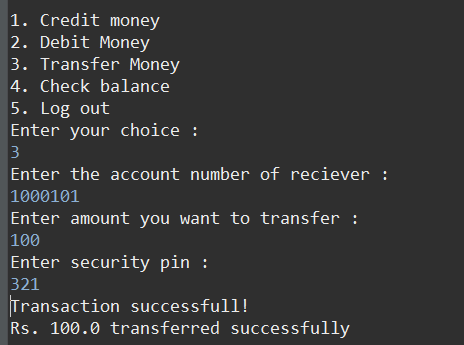 1. Credit money
2. Debit Money
3. Transfer Money
4. Check balance
5. Log out
Enter your choice :
3
Enter the account number of reciever :
1000101
Enter amount you want to transfer :
100
Enter security pin :
321
Transaction successfull!
Rs. 100.0 transferred successfully